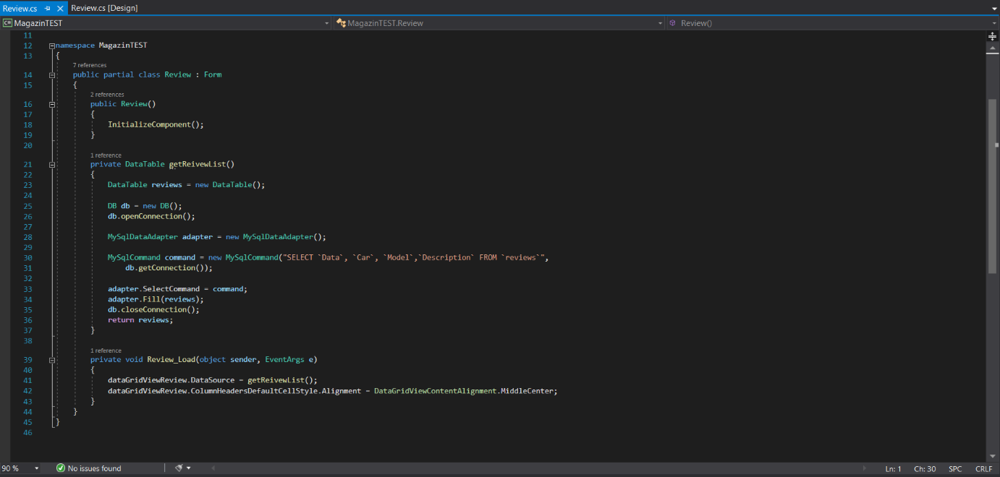 Review.cs Review.cs [Design]
C# MagazinTEST MagazinTEST.Review Review()
11
12 namespace MagazinTEST
13 {
7 references
14 public partial class Review : Form
15 {
2 references
16 public Review()
17 {
18 InitializeComponent();
19 }
20
1 reference
21 private DataTable getReivewList()
22 {
23 DataTable reviews = new DataTable();
24
25 DB db = new DB();
26 db.openConnection();
27
28 MySqlDataAdapter adapter = new MySqlDataAdapter();
29
30 MySqlCommand command = new MySqlCommand("SELECT `Data`, `Car`, `Model`,`Description` FROM `reviews`",
31 db.getConnection());
32
33 adapter.SelectCommand = command;
34 adapter.Fill(reviews);
35 db.closeConnection();
36 return reviews;
37 }
38
1 reference
39 private void Review_Load(object sender, EventArgs e)
40 {
41 dataGridViewReview.DataSource = getReivewList();
42 dataGridViewReview.ColumnHeadersDefaultCellStyle.Alignment = DataGridViewContentAlignment.MiddleCenter;
43 }
44 }
45 }
46
90 % No issues found Ln: 1 Ch: 30 SPC CRLF